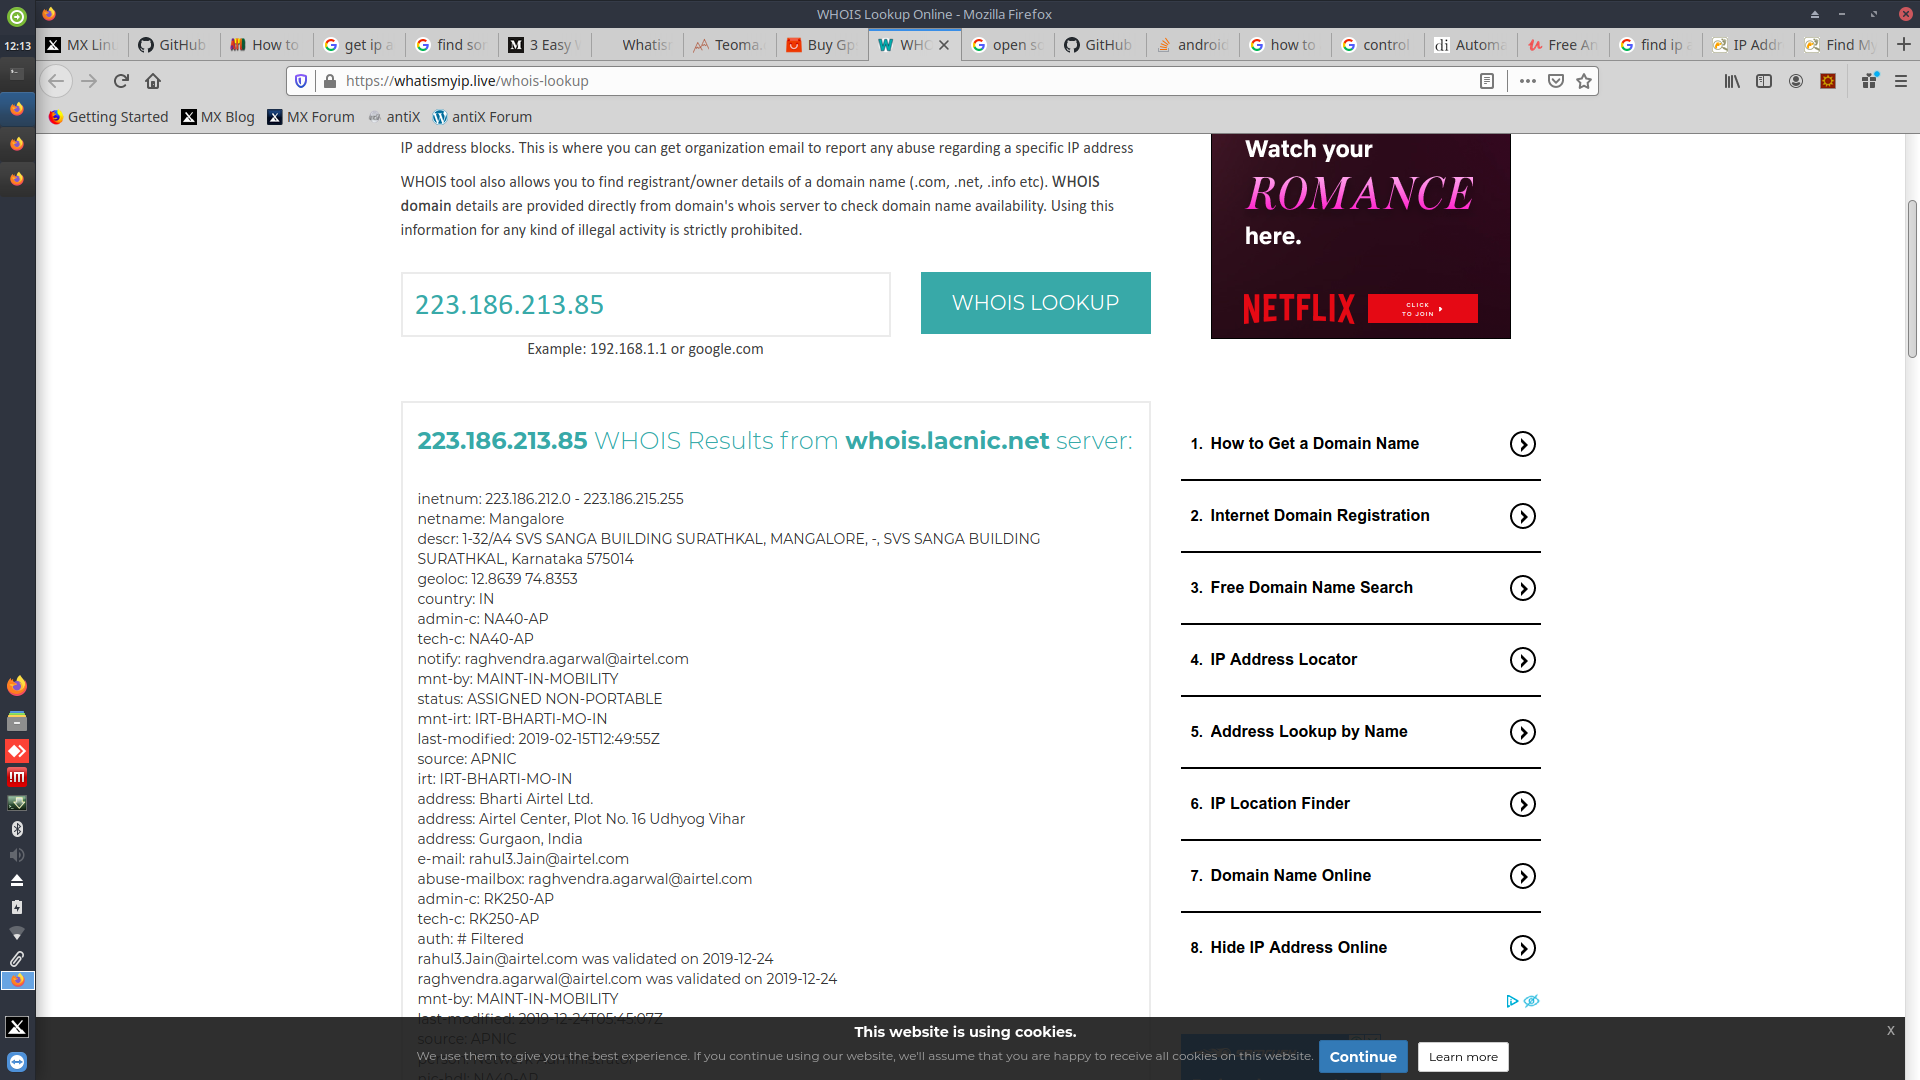 WHOIS Lookup Online - Mozilla Firefox
12:13
MX Lin
GitHub
How to
get ip a
find so
3 Easy
Whatis
Teoma.
Buy Gp
WHO
open s
GitHub
android
how to
control
Automa
Free An
find ip
IP Addr
Find My
https://whatismyip.live/whois-lookup
Getting Started
MX Blog
MX Forum
antiX
antiX Forum
IP address blocks. This is where you can get organization email to report any abuse regarding a specific IP address
WHOIS tool also allows you to find registrant/owner details of a domain name (.com, .net, .info etc). WHOIS
domain details are provided directly from domain's whois server to check domain name availability. Using this
information for any kind of illegal activity is strictly prohibited.
Watch your
ROMANCE
here.
NETFLIX
CLICK
TO JOIN
223.186.213.85
WHOIS LOOKUP
Example: 192.168.1.1 or google.com
223.186.213.85 WHOIS Results from whois.lacnic.net server:
inetnum: 223.186.212.0 - 223.186.215.255
netname: Mangalore
descr: 1-32/A4 SVS SANGA BUILDING SURATHKAL, MANGALORE, -, SVS SANGA BUILDING
SURATHKAL, Karnataka 575014
geoloc: 12.8639 74.8353
country: IN
admin-c: NA40-AP
tech-c: NA40-AP
notify: raghvendra.agarwal@airtel.com
mnt-by: MAINT-IN-MOBILITY
status: ASSIGNED NON-PORTABLE
mnt-irt: IRT-BHARTI-MO-IN
last-modified: 2019-02-15T12:49:55Z
source: APNIC
irt: IRT-BHARTI-MO-IN
address: Bharti Airtel Ltd.
address: Airtel Center, Plot No. 16 Udhyog Vihar
address: Gurgaon, India
e-mail: rahul3.Jain@airtel.com
abuse-mailbox: raghvendra.agarwal@airtel.com
admin-c: RK250-AP
tech-c: RK250-AP
auth: # Filtered
rahul3.Jain@airtel.com was validated on 2019-12-24
raghvendra.agarwal@airtel.com was validated on 2019-12-24
mnt-by: MAINT-IN-MOBILITY
last-modified: 2019-12-24T05:45:07Z
source: APNIC
nic-hdl: NA40-AP
1. How to Get a Domain Name
2. Internet Domain Registration
3. Free Domain Name Search
4. IP Address Locator
5. Address Lookup by Name
6. IP Location Finder
7. Domain Name Online
8. Hide IP Address Online
This website is using cookies.
X
We use them to give you the best experience. If you continue using our website, we'll assume that you are happy to receive all cookies on this website.
Continue
Learn more